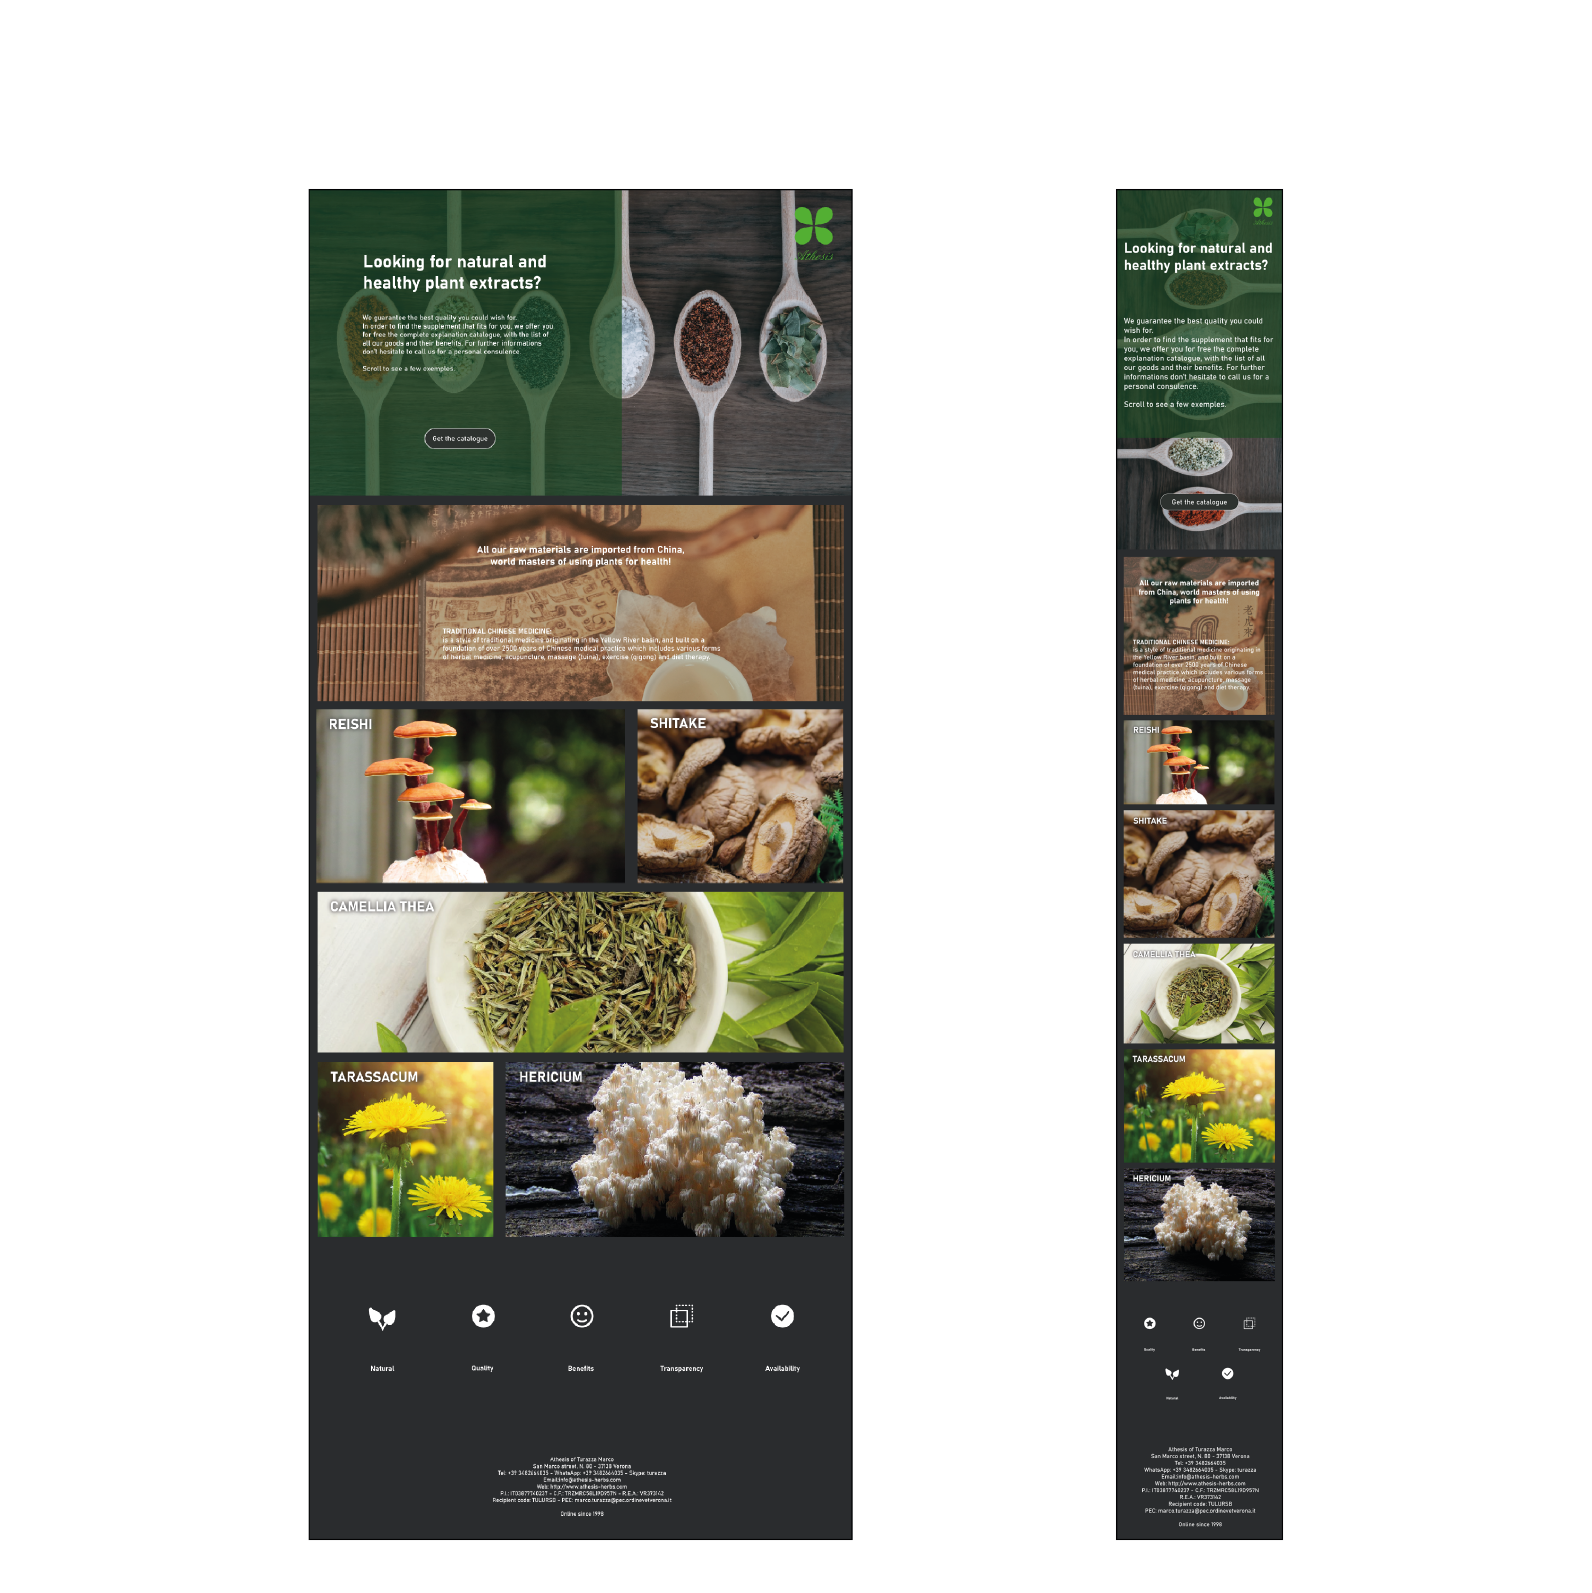 Athesis
Looking for natural and
healthy plant extracts?
We guarantee the best quality you could wish for.
In order to find the supplement that fits for you, we offer you
for free the complete explanation catalogue, with the list of
all our goods and their benefits. For further informations
don't hesitate to call us for a personal consulence.
Scroll to see a few exemples.
Get the catalogue
All our raw materials are imported from China,
world masters of using plants for health!
TRADITIONAL CHINESE MEDICINE:
is a style of traditional medicine originating in the Yellow River basin, and built on a
foundation of over 2500 years of Chinese medical practice which includes various forms
of herbal medicine, acupuncture, massage (tuina), exercise (qigong) and diet therapy.
REISHI
SHITAKE
CAMELLIA THEA
TARASSACUM
HERICIUM
Natural
Quality
Benefits
Transparency
Availability
Athesis of Turazza Marco
San Marco street, N. 80 - 37138 Verona
Tel: +39 3482664035 - WhatsApp: +39 3482664035 - Skype: turazza
Email:info@athesis-herbs.com
Web: http://www.athesis-herbs.com
P.I.: IT03877740237 - C.F.: TRZMRC58L19D957N - R.E.A.: VR373142
Recipient code: TULURSB - PEC: marco.turazza@pec.ordinevetverona.it
Online since 1998
Athesis
Looking for natural and
healthy plant extracts?
We guarantee the best quality you could
wish for.
In order to find the supplement that fits for
you, we offer you for free the complete
explanation catalogue, with the list of all
our goods and their benefits. For further
informations don't hesitate to call us for a
personal consulence.
Scroll to see a few exemples.
Get the catalogue
All our raw materials are imported
from China, world masters of using
plants for health!
TRADITIONAL CHINESE MEDICINE:
is a style of traditional medicine originating in
the Yellow River basin, and built on a
foundation of over 2500 years of Chinese
medical practice which includes various forms
of herbal medicine, acupuncture, massage
(tuina), exercise (qigong) and diet therapy.
REISHI
SHITAKE
CAMELLIA THEA
TARASSACUM
HERICIUM
Quality
Benefits
Transparency
Natural
Availability
Athesis of Turazza Marco
San Marco street, N. 80 - 37138 Verona
Tel: +39 3482664035
WhatsApp: +39 3482664035 - Skype: turazza
Email:info@athesis-herbs.com
Web: http://www.athesis-herbs.com
P.I.: IT03877740237 - C.F.: TRZMRC58L19D957N
R.E.A.: VR373142
Recipient code: TULURSB
PEC: marco.turazza@pec.ordinevetverona.it
Online since 1998